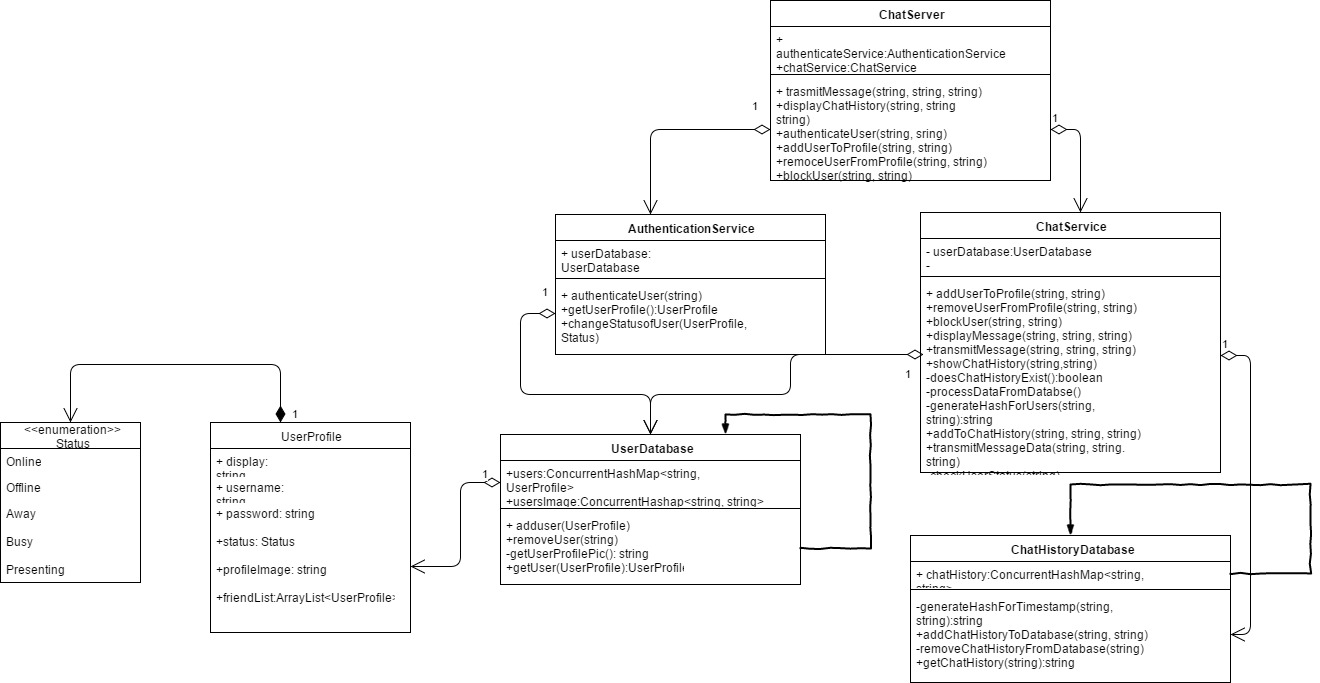 ChatServer
+
authenticateService:AuthenticationService
+chatService:ChatService
+ trasmitMessage(string, string, string)
+displayChatHistory(string, string
string)
+authenticateUser(string, sring)
+addUserToProfile(string, string)
+remoceUserFromProfile(string, string)
+blockUser(string, string)
1
1
AuthenticationService
+ userDatabase:
UserDatabase
+ authenticateUser(string)
+getUserProfile():UserProfile
+changeStatusofUser(UserProfile,
Status)
1
ChatService
- userDatabase:UserDatabase
-
+ addUserToProfile(string, string)
+removeUserFromProfile(string, string)
+blockUser(string, string)
+displayMessage(string, string, string)
+transmitMessage(string, string, string)
+showChatHistory(string,string)
-doesChatHistoryExist():boolean
-processDataFromDatabse()
-generateHashForUsers(string,
string):string
+addToChatHistory(string, string, string)
+transmitMessageData(string, string.
string)
-checkUserStatus(string)
1
1
<<enumeration>>
Status
Online
Offline
Away
Busy
Presenting
1
UserProfile
+ display:
string
+ username:
string
+ password: string
+status: Status
+profileImage: string
+friendList:ArrayList<UserProfile>
1
UserDatabase
+users:ConcurrentHashMap<string,
UserProfile>
+usersImage:ConcurrentHashap<string, string>
+ adduser(UserProfile)
+removeUser(string)
-getUserProfilePic(): string
+getUser(UserProfile):UserProfile
ChatHistoryDatabase
+ chatHistory:ConcurrentHashMap<string,
string>
-generateHashForTimestamp(string,
string):string
+addChatHistoryToDatabase(string, string)
-removeChatHistoryFromDatabase(string)
+getChatHistory(string):string